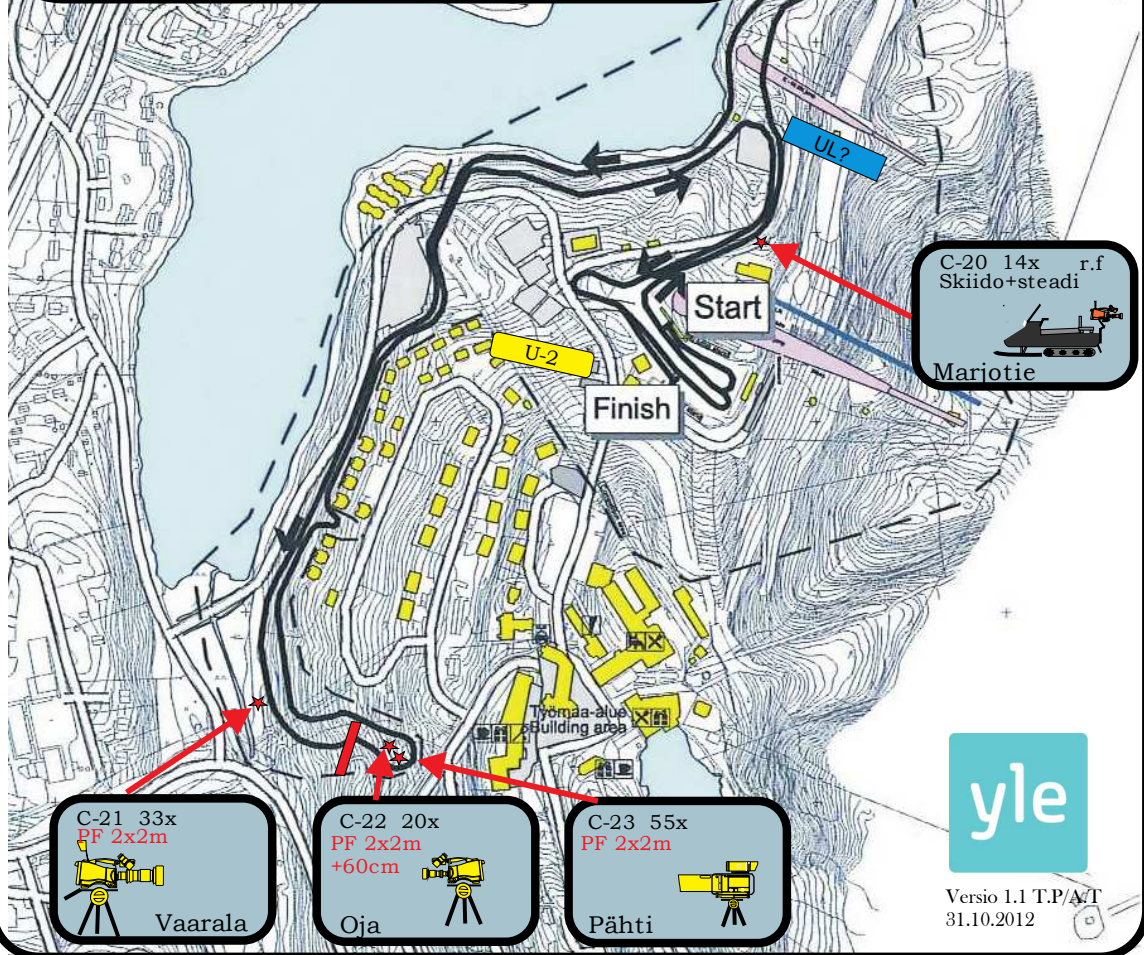 UL?
C-20 14x r.f
Skiido+steadi
Marjotie
Start
U-2
Finish
Työmaa-alue
Building area
C-21 33x
PF 2x2m
Vaarala
C-22 20x
PF 2x2m
+60cm
Oja
C-23 55x
PF 2x2m
Pähti
yle
Versio 1.1 T.P/A.T
31.10.2012